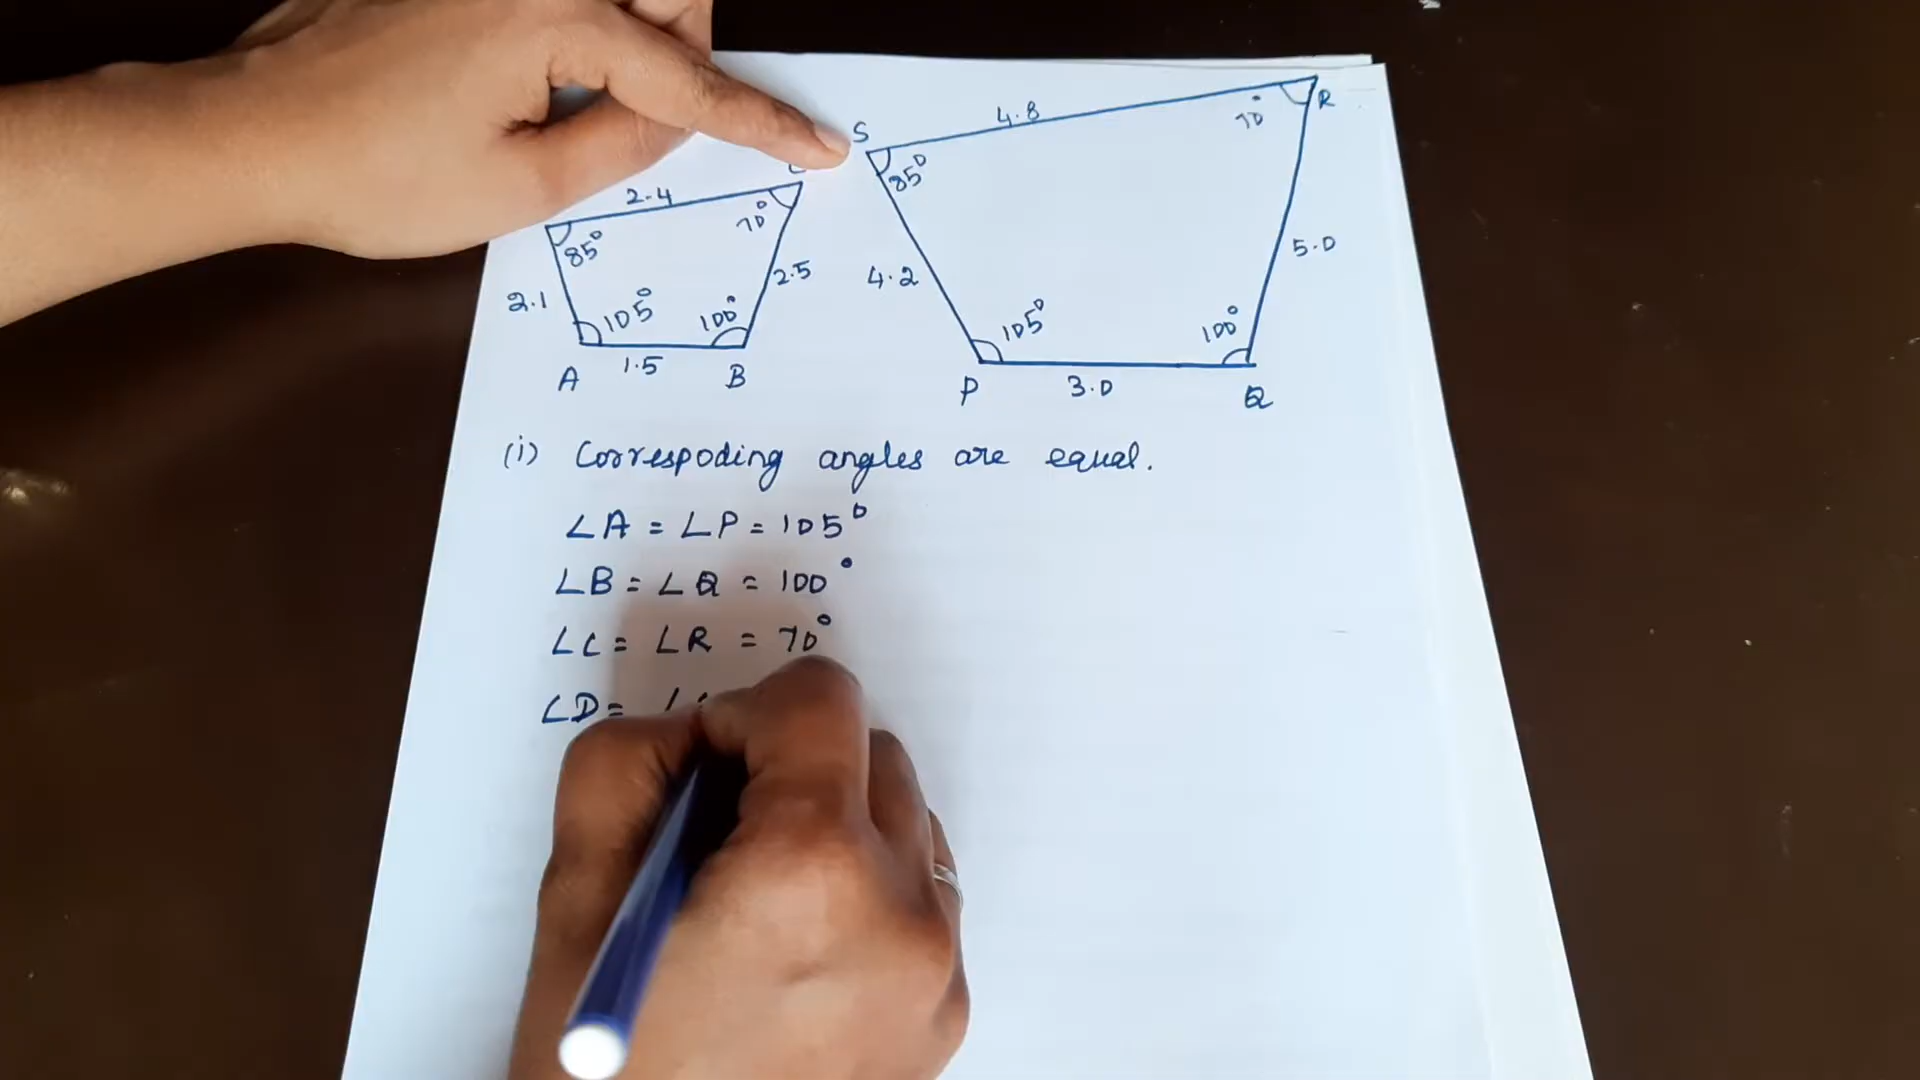 S
4.8
70°
R
85°
C
2.4
70°
85°
2.1
2.5
105°
100°
A
1.5
B
4.2
5.0
105°
100°
P
3.0
Q
(i) Correspoding angles are equal.
∠A = ∠P = 105°
∠B = ∠Q = 100°
∠C = ∠R = 70°
∠D = ∠